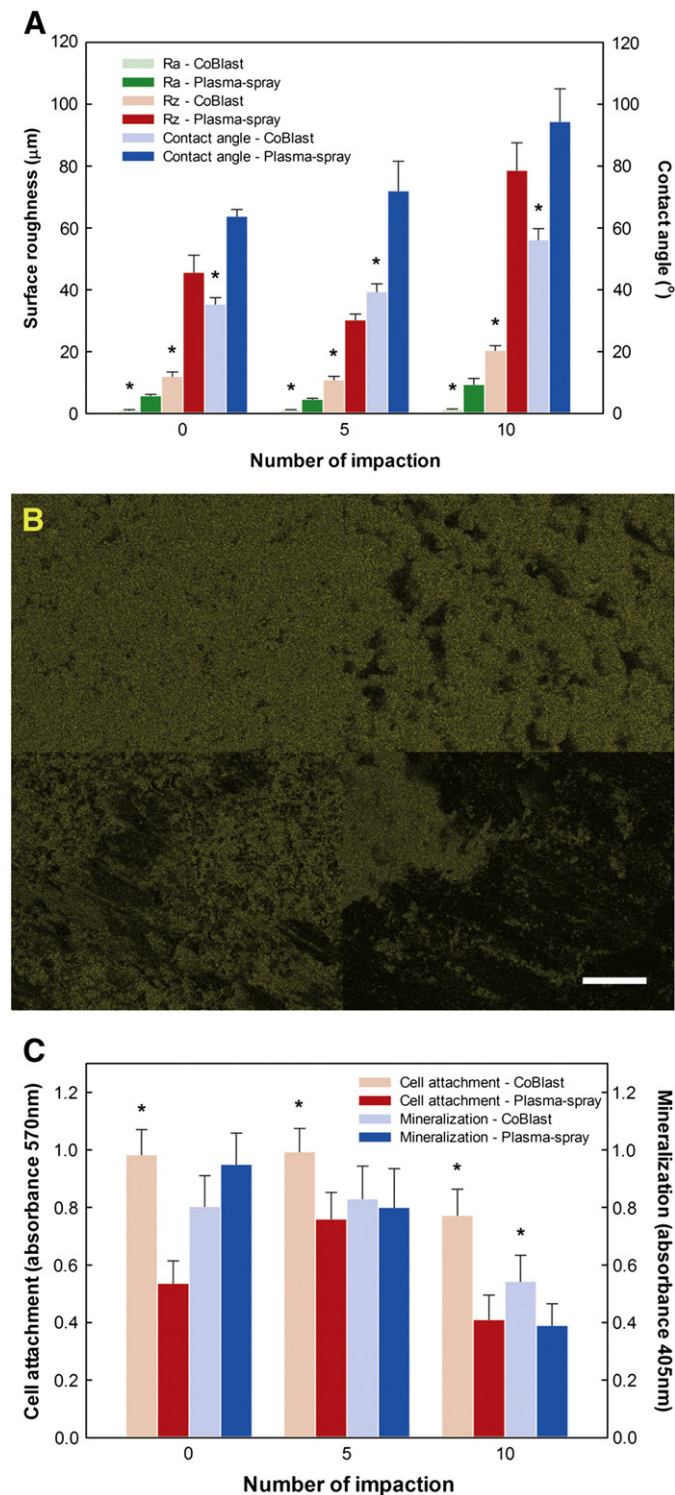 A
120
100
80
60
40
20
0
Surface roughness (μm)
Ra - CoBlast
Ra - Plasma-spray
Rz - CoBlast
Rz - Plasma-spray
Contact angle - CoBlast
Contact angle - Plasma-spray
* * *
* * *
* * *
120
100
80
60
40
20
0
Contact angle (°)
0 5 10
Number of impaction
B
C
1.2
1.0
0.8
0.6
0.4
0.2
0.0
Cell attachment (absorbance 570nm)
Cell attachment - CoBlast
Cell attachment - Plasma-spray
Mineralization - CoBlast
Mineralization - Plasma-spray
* * * *
1.2
1.0
0.8
0.6
0.4
0.2
0.0
Mineralization (absorbance 405nm)
0 5 10
Number of impaction